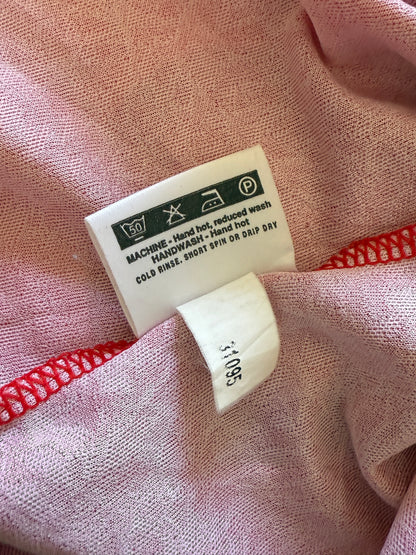 50 P
MACHINE - Hand hot, reduced wash
HANDWASH - Hand hot
COLD RINSE. SHORT SPIN OR DRIP DRY
31095